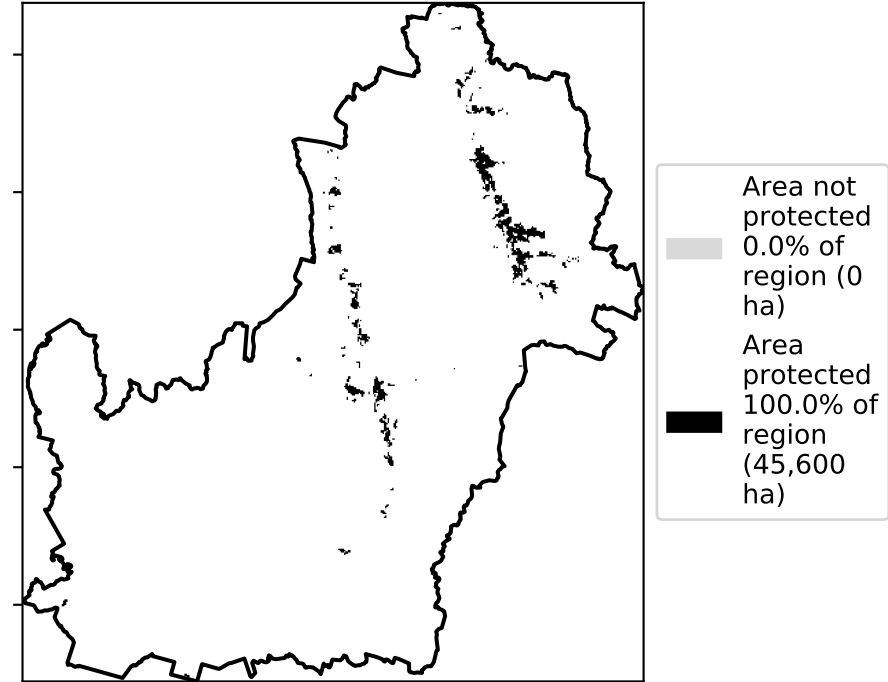 Area not
protected
0.0% of
region (0
ha)
Area
protected
100.0% of
region
(45,600
ha)